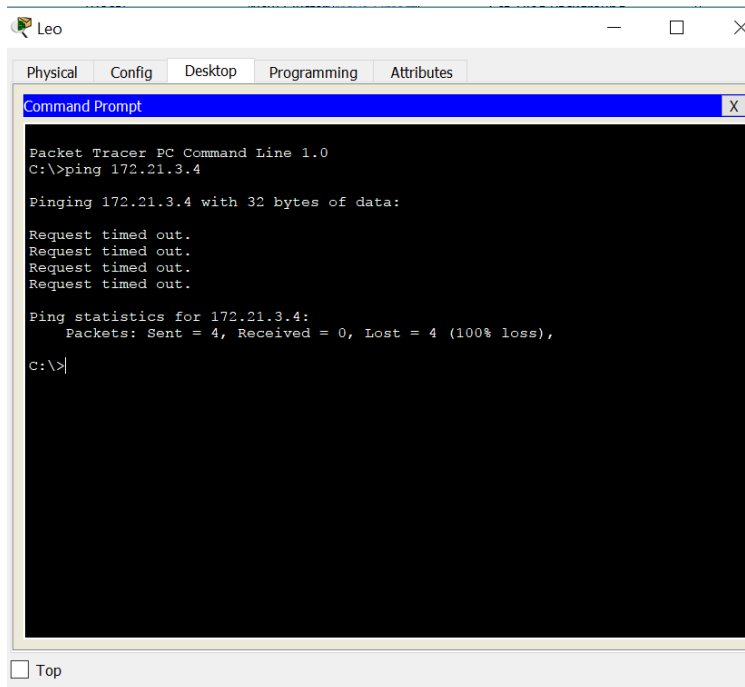 Leo
Physical Config Desktop Programming Attributes
Command Prompt
X
Packet Tracer PC Command Line 1.0
C:\>ping 172.21.3.4
Pinging 172.21.3.4 with 32 bytes of data:
Request timed out.
Request timed out.
Request timed out.
Request timed out.
Ping statistics for 172.21.3.4:
Packets: Sent = 4, Received = 0, Lost = 4 (100% loss),
C:\>
Top